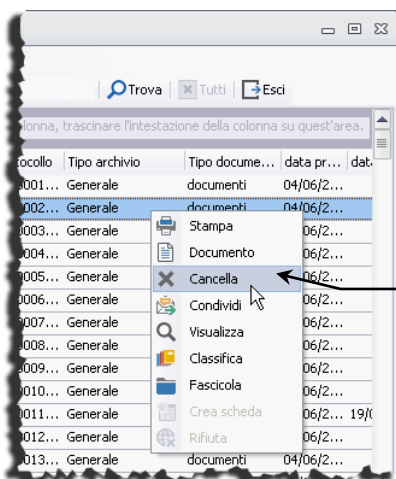 Trova Tutti Esci
olonna, trascinare l'intestazione della colonna su quest'area.
ocollo Tipo archivio Tipo docume... data pr... dat
0001... Generale documenti 04/06/2...
0002... Generale documenti 04/06/2...
0003... Generale 06/2...
Stampa
0004... Generale 06/2...
Documento
0005... Generale 06/2...
Cancella
0006... Generale 06/2...
Condividi
0007... Generale 06/2...
Visualizza
0008... Generale 06/2...
Classifica
0009... Generale 06/2...
Fascicola
0010... Generale 06/2...
Crea scheda
0011... Generale 06/2... 19/0
Rifiuta
0012... Generale 06/2...
0013... Generale documenti 04/06/2...